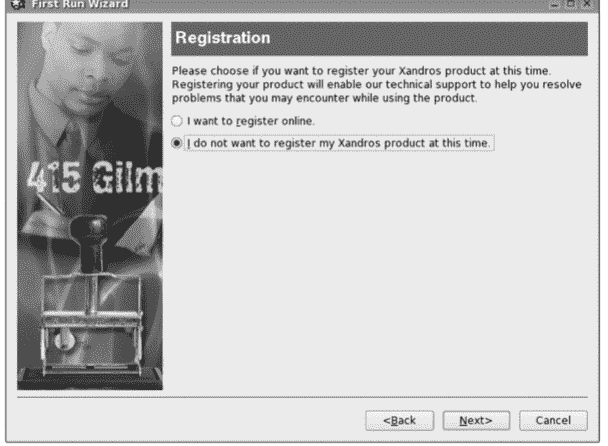 First Run Wizard
Registration
Please choose if you want to register your Xandros product at this time.
Registering your product will enable our technical support to help you resolve
problems that you may encounter while using the product.
I want to register online.
I do not want to register my Xandros product at this time.
415 Gilm
<Back
Next>
Cancel